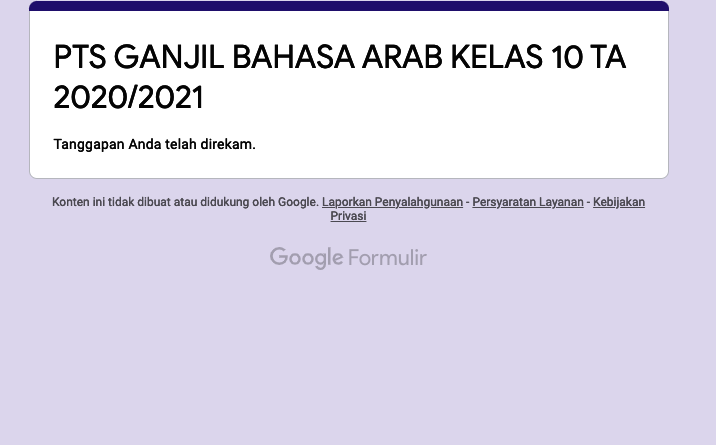 PTS GANJIL BAHASA ARAB KELAS 10 TA
2020/2021
Tanggapan Anda telah direkam.
Konten ini tidak dibuat atau didukung oleh Google. Laporkan Penyalahgunaan - Persyaratan Layanan - Kebijakan
Privasi
Google Formulir